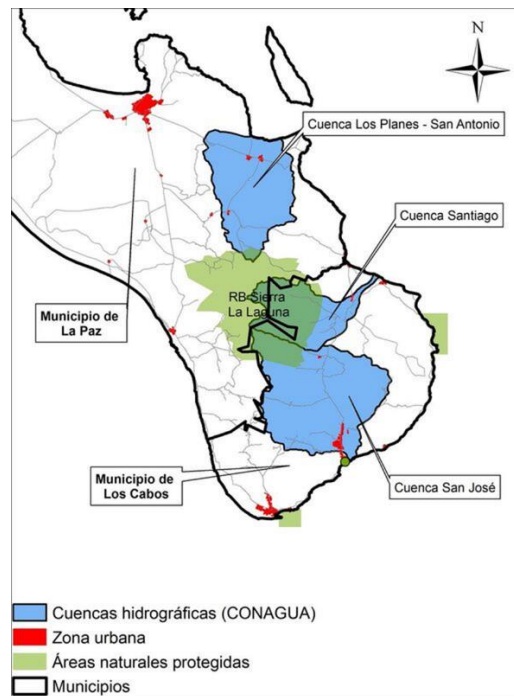 N
Cuenca Los Planes - San Antonio
Cuenca Santiago
RB-Sierra
La Laguna
Municipio de
La Paz
Municipio de
Los Cabos
Cuenca San José
Cuencas hidrográficas (CONAGUA)
Zona urbana
Áreas naturales protegidas
Municipios